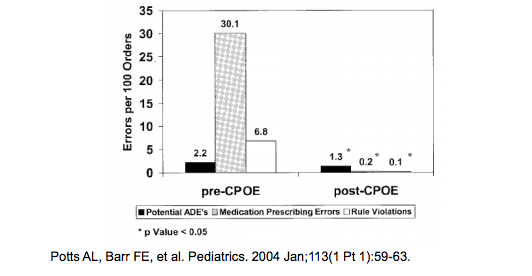 Errors per 100 Orders
35
30
25
20
15
10
5
0
2.2
30.1
6.8
1.3 *
0.2 *
0.1 *
pre-CPOE
post-CPOE
Potential ADE's Medication Prescribing Errors Rule Violations
* p Value < 0.05
Potts AL, Barr FE, et al. Pediatrics. 2004 Jan;113(1 Pt 1):59-63.